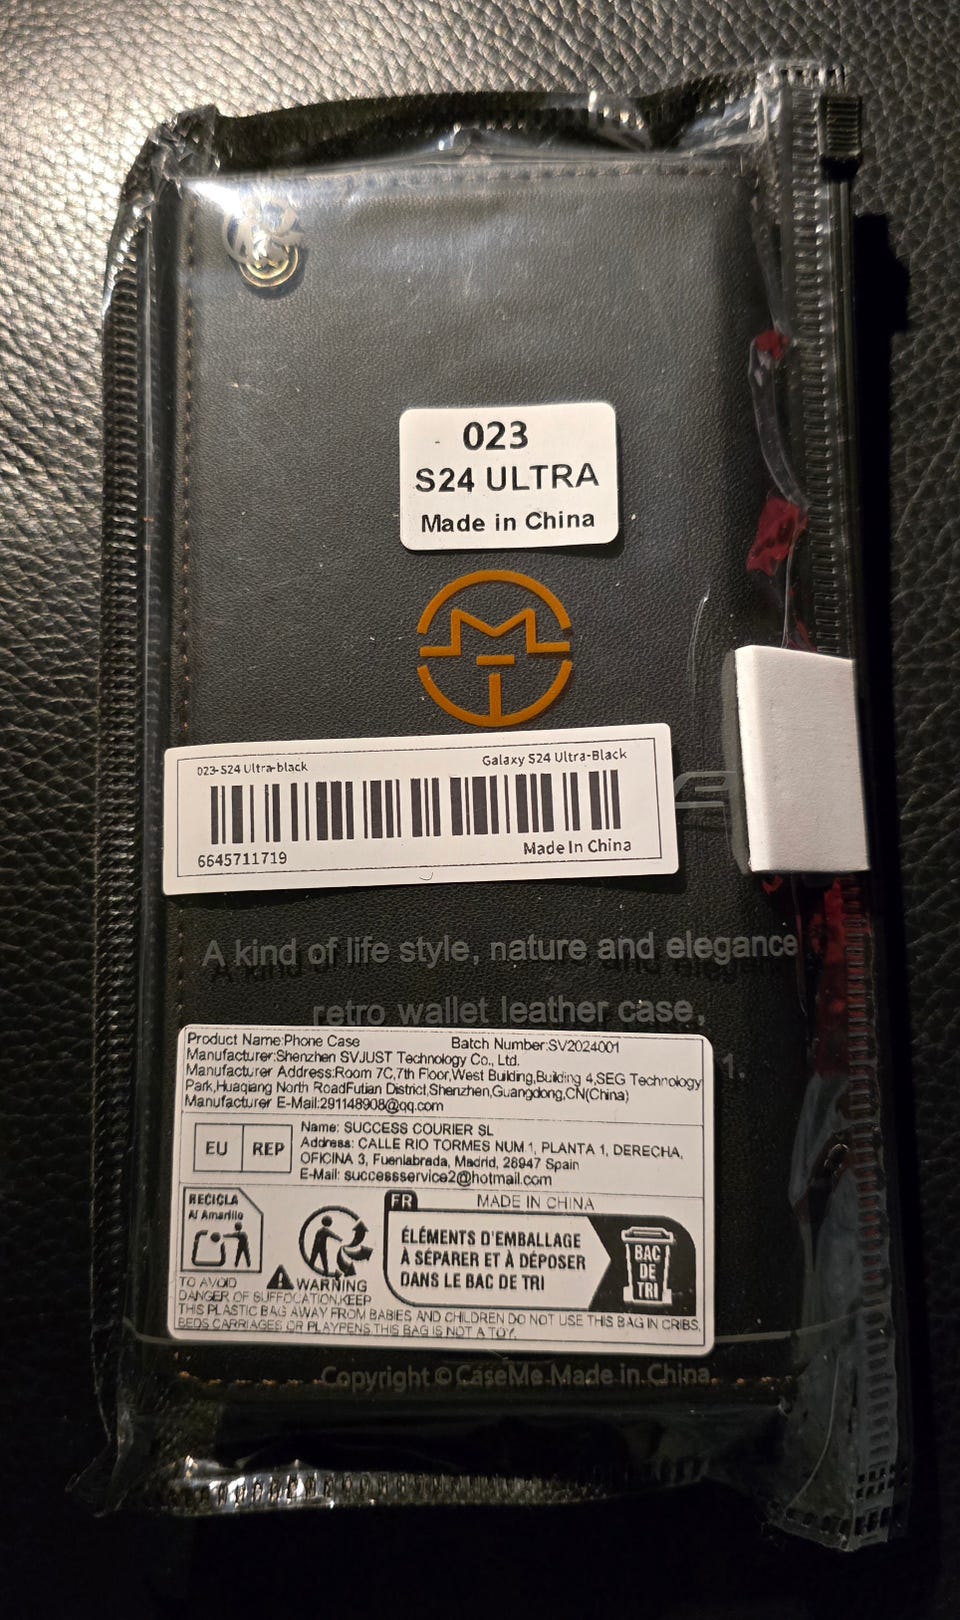 023
S24 ULTRA
Made in China
023-S24 Ultra-black
Galaxy S24 Ultra-Black
6645711719
Made In China
A kind of life style, nature and elegance
retro wallet leather case,
1.
Product Name:Phone Case Batch Number:SV2024001
Manufacturer:Shenzhen SVJUST Technology Co., Ltd.
Manufacturer Address:Room 7C,7th Floor,West Building,Building 4,SEG Technology
Park,Huaqiang North RoadFutian District,Shenzhen,Guangdong,CN(China)
Manufacturer E-Mail:291148908@qq.com
EU REP
Name: SUCCESS COURIER SL
Address: CALLE RIO TORMES NUM 1, PLANTA 1, DERECHA,
OFICINA 3, Fuenlabrada, Madrid, 28947 Spain
E-Mail: successservice2@hotmail.com
RECICLA
Al Amarillo
FR
MADE IN CHINA
ÉLÉMENTS D'EMBALLAGE
À SÉPARER ET À DÉPOSER
DANS LE BAC DE TRI
BAC
DE
TRI
TO AVOID WARNING
DANGER OF SUFFOCATION,KEEP
THIS PLASTIC BAG AWAY FROM BABIES AND CHILDREN DO NOT USE THIS BAG IN CRIBS,
BEDS CARRIAGES OR PLAYPENS THIS BAG IS NOT A TOY.
Copyright © CaseMe Made in China